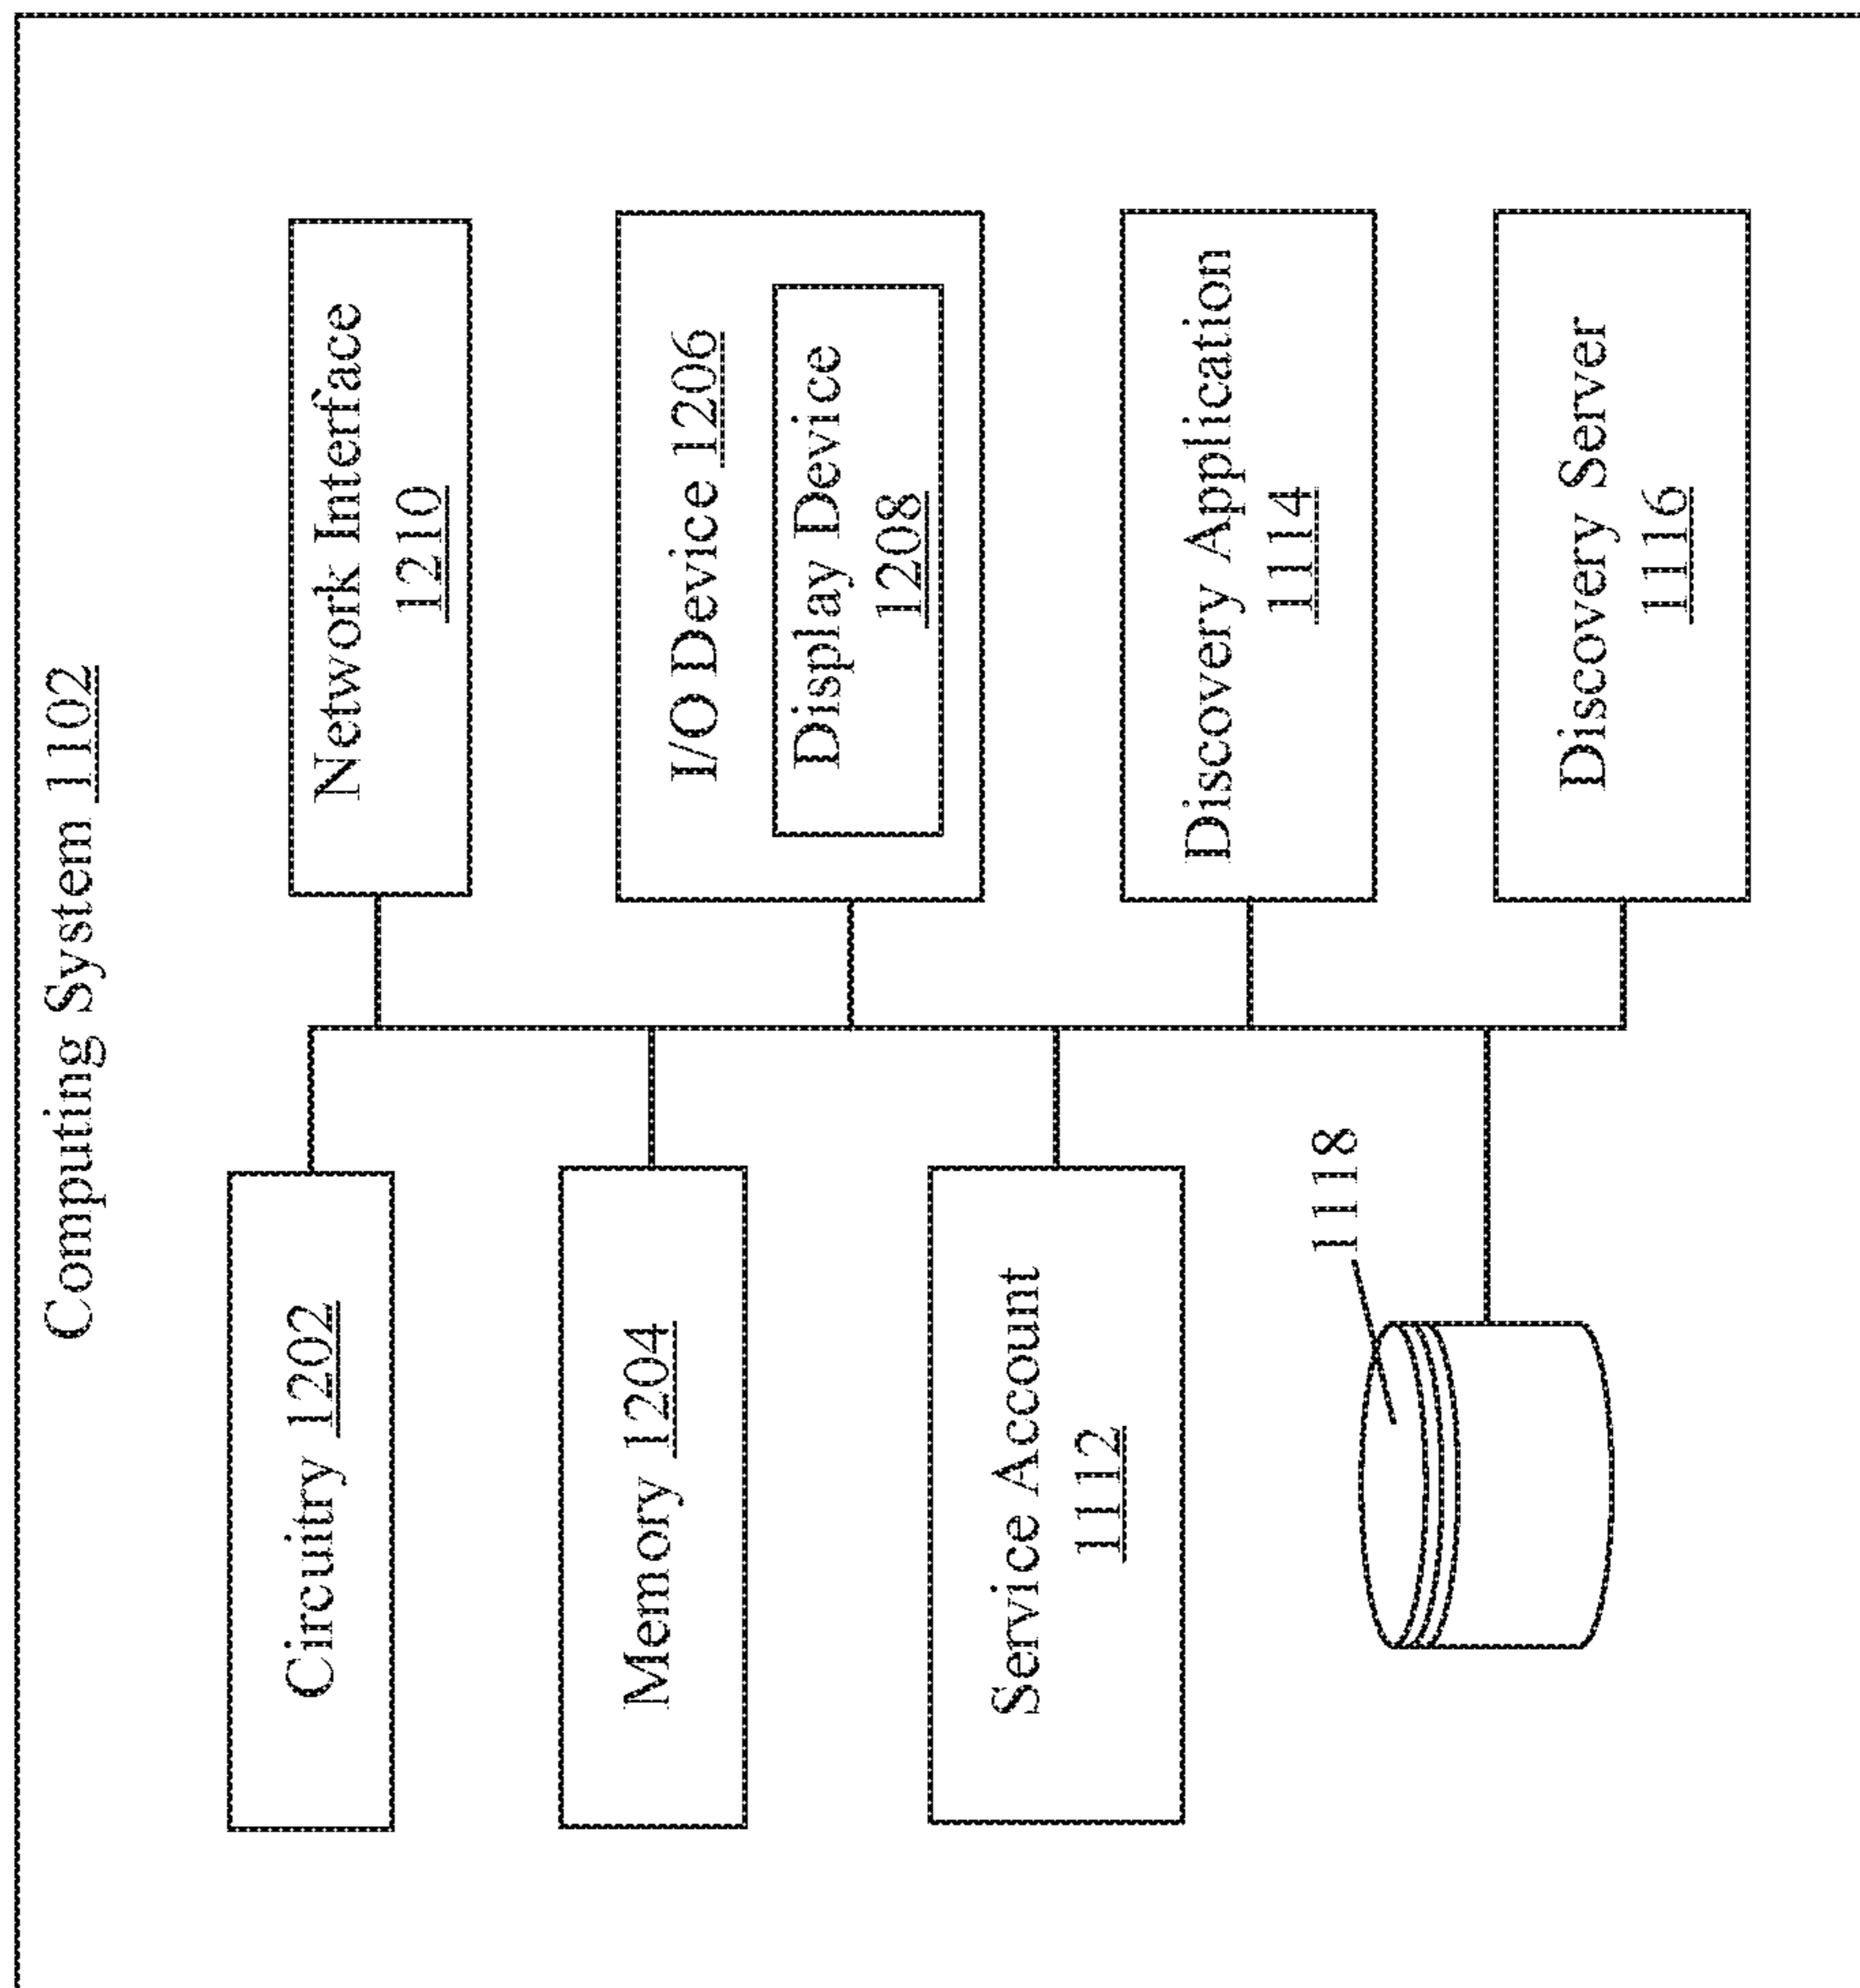 Computing System 1102
Circuitry 1202
Network Interface
1210
Memory 1204
I/O Device 1206
Display Device
1208
Service Account
1112
Discovery Application
1114
1118
Discovery Server
1116